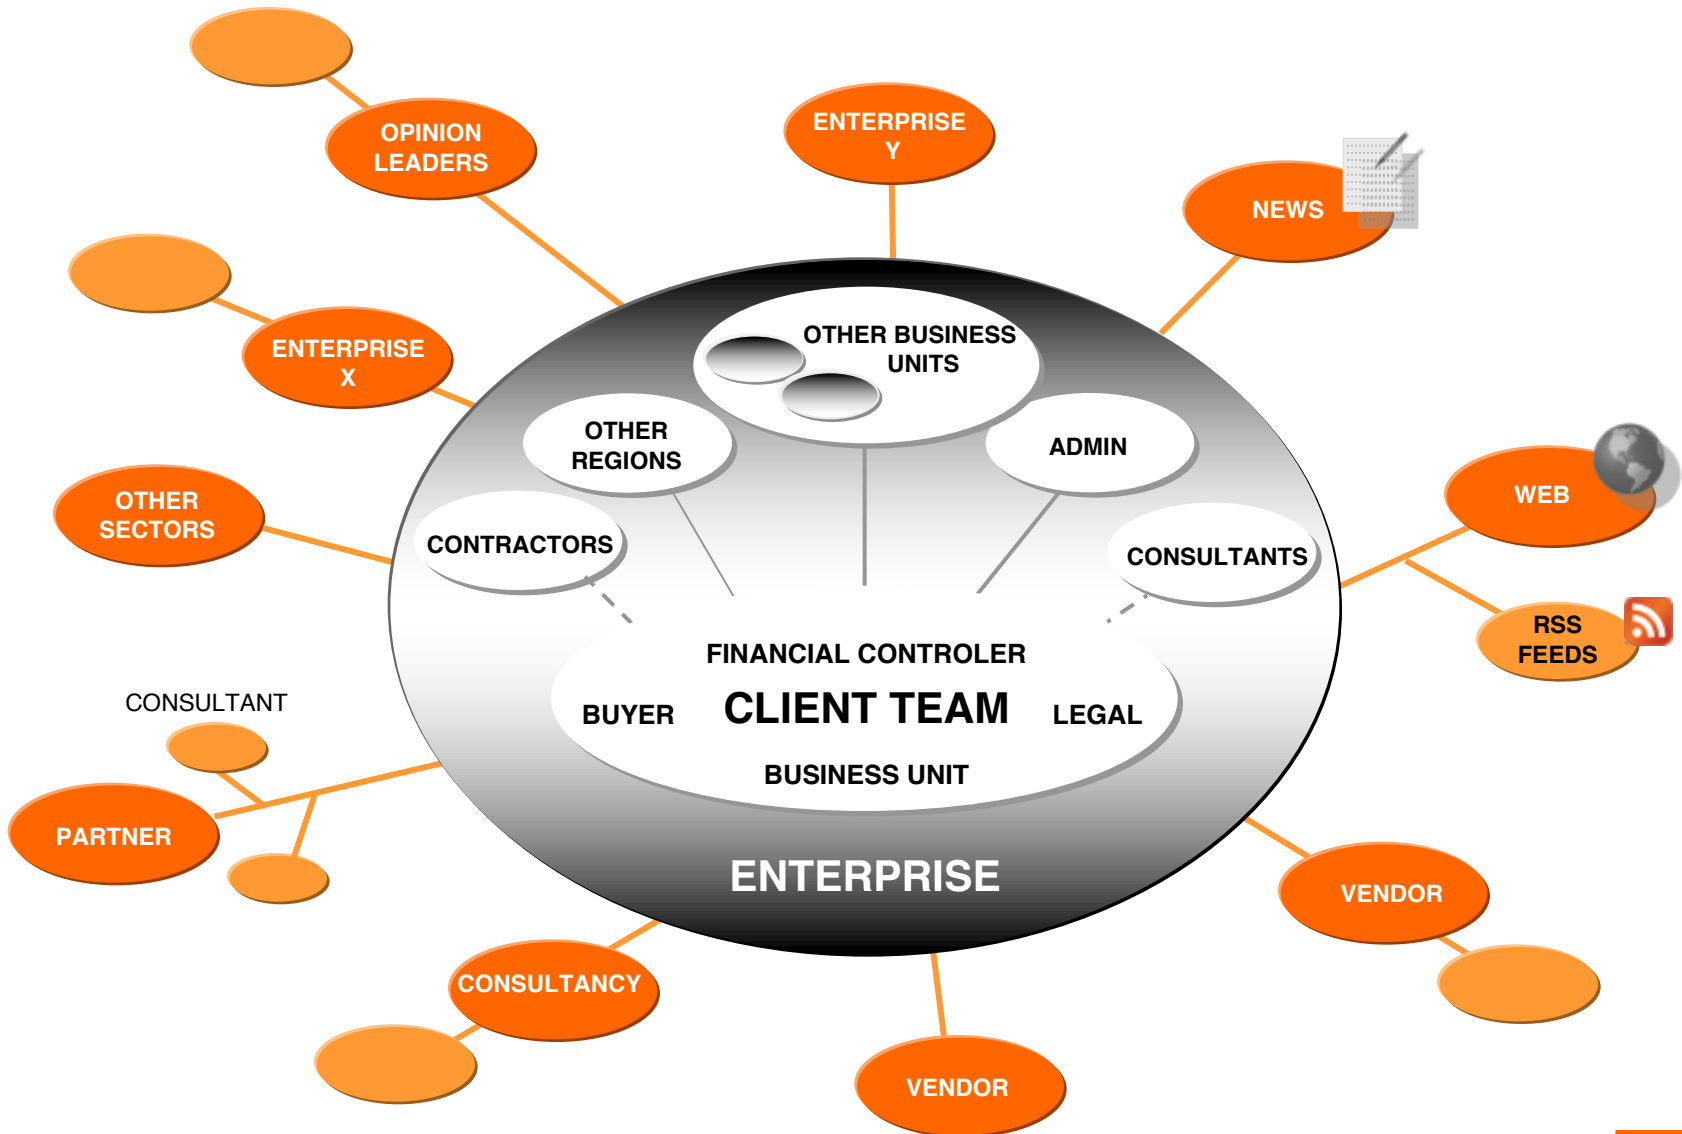 OPINION
LEADERS
ENTERPRISE
Y
NEWS
ENTERPRISE
X
OTHER BUSINESS
UNITS
OTHER
REGIONS
ADMIN
OTHER
SECTORS
CONTRACTORS
CONSULTANTS
WEB
RSS
FEEDS
FINANCIAL CONTROLER
BUYER
CLIENT TEAM
LEGAL
BUSINESS UNIT
CONSULTANT
PARTNER
ENTERPRISE
VENDOR
CONSULTANCY
VENDOR